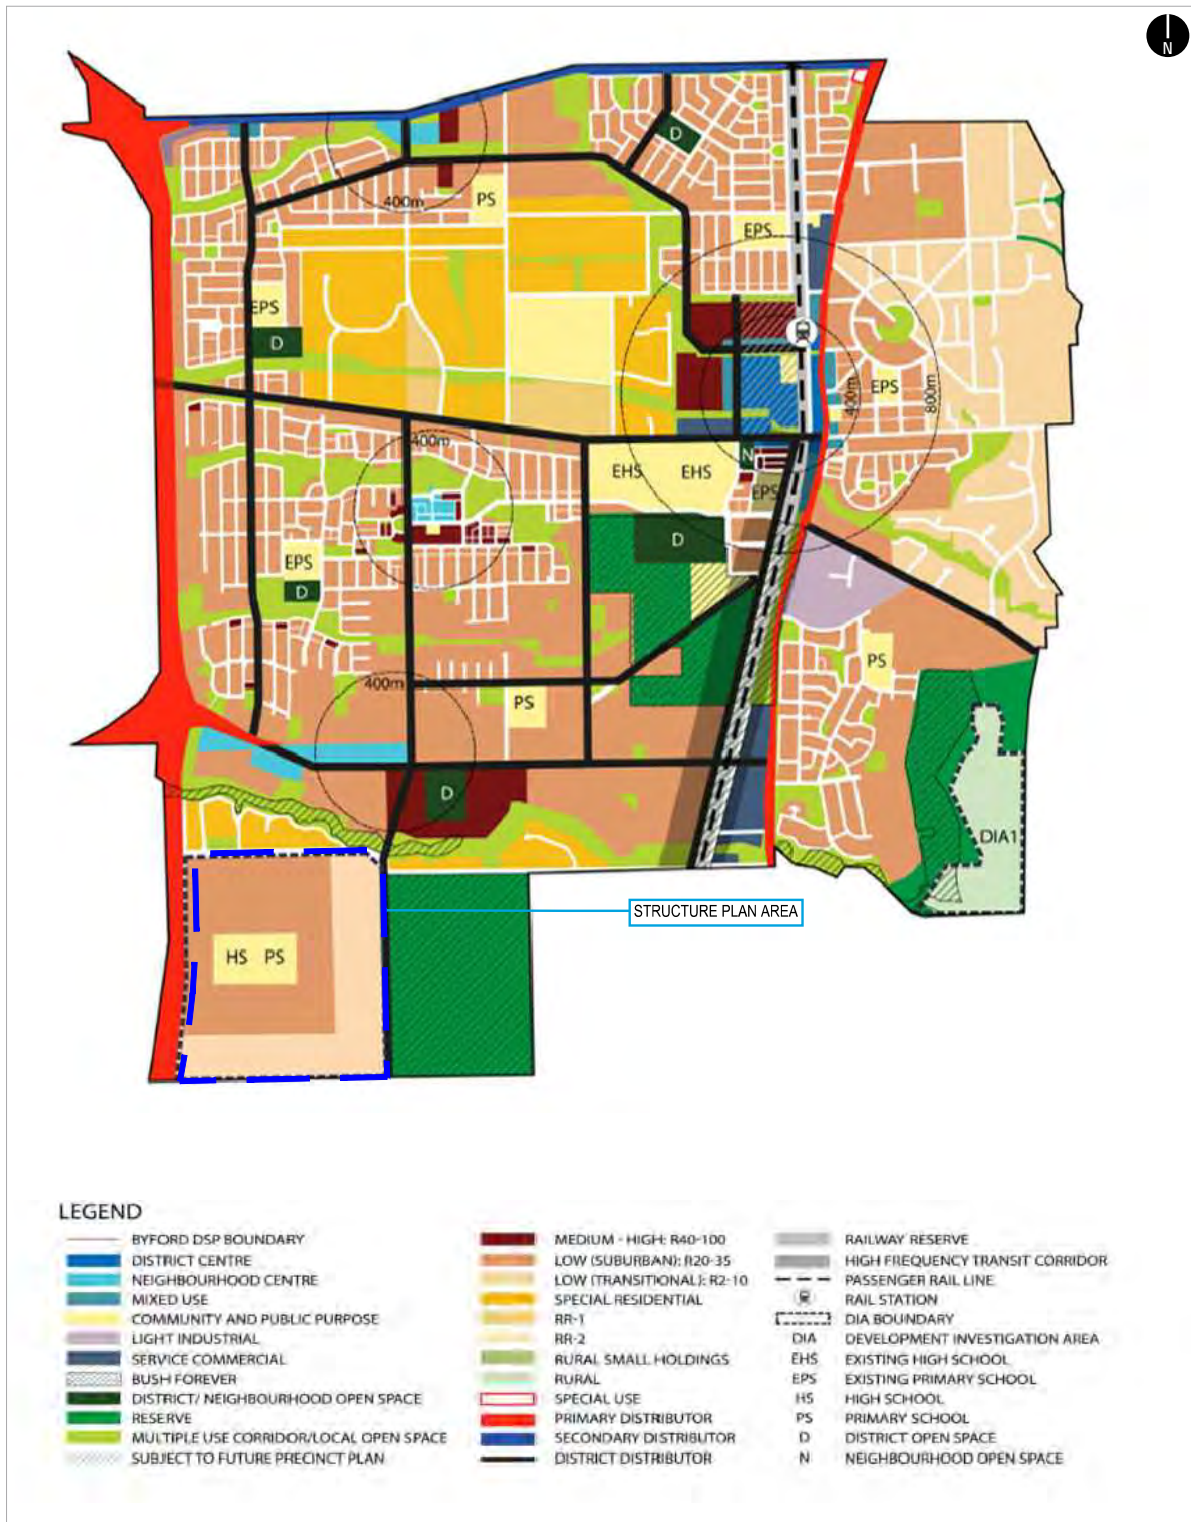 N
D
400m
PS
EPS
EPS
D
400m
EPS
800m
400m
EHS
EHS
N
EPS
D
EPS
D
PS
400m
PS
D
DIA1
STRUCTURE PLAN AREA
HS PS
LEGEND
BYFORD DSP BOUNDARY
DISTRICT CENTRE
NEIGHBOURHOOD CENTRE
MIXED USE
COMMUNITY AND PUBLIC PURPOSE
LIGHT INDUSTRIAL
SERVICE COMMERCIAL
BUSH FOREVER
DISTRICT/ NEIGHBOURHOOD OPEN SPACE
RESERVE
MULTIPLE USE CORRIDOR/LOCAL OPEN SPACE
SUBJECT TO FUTURE PRECINCT PLAN
MEDIUM - HIGH: R40-100
LOW (SUBURBAN): R20-35
LOW (TRANSITIONAL): R2-10
SPECIAL RESIDENTIAL
RR-1
RR-2
RURAL SMALL HOLDINGS
RURAL
SPECIAL USE
PRIMARY DISTRIBUTOR
SECONDARY DISTRIBUTOR
DISTRICT DISTRIBUTOR
RAILWAY RESERVE
HIGH FREQUENCY TRANSIT CORRIDOR
PASSENGER RAIL LINE
RAIL STATION
DIA BOUNDARY
DIA DEVELOPMENT INVESTIGATION AREA
EHS EXISTING HIGH SCHOOL
EPS EXISTING PRIMARY SCHOOL
HS HIGH SCHOOL
PS PRIMARY SCHOOL
D DISTRICT OPEN SPACE
N NEIGHBOURHOOD OPEN SPACE